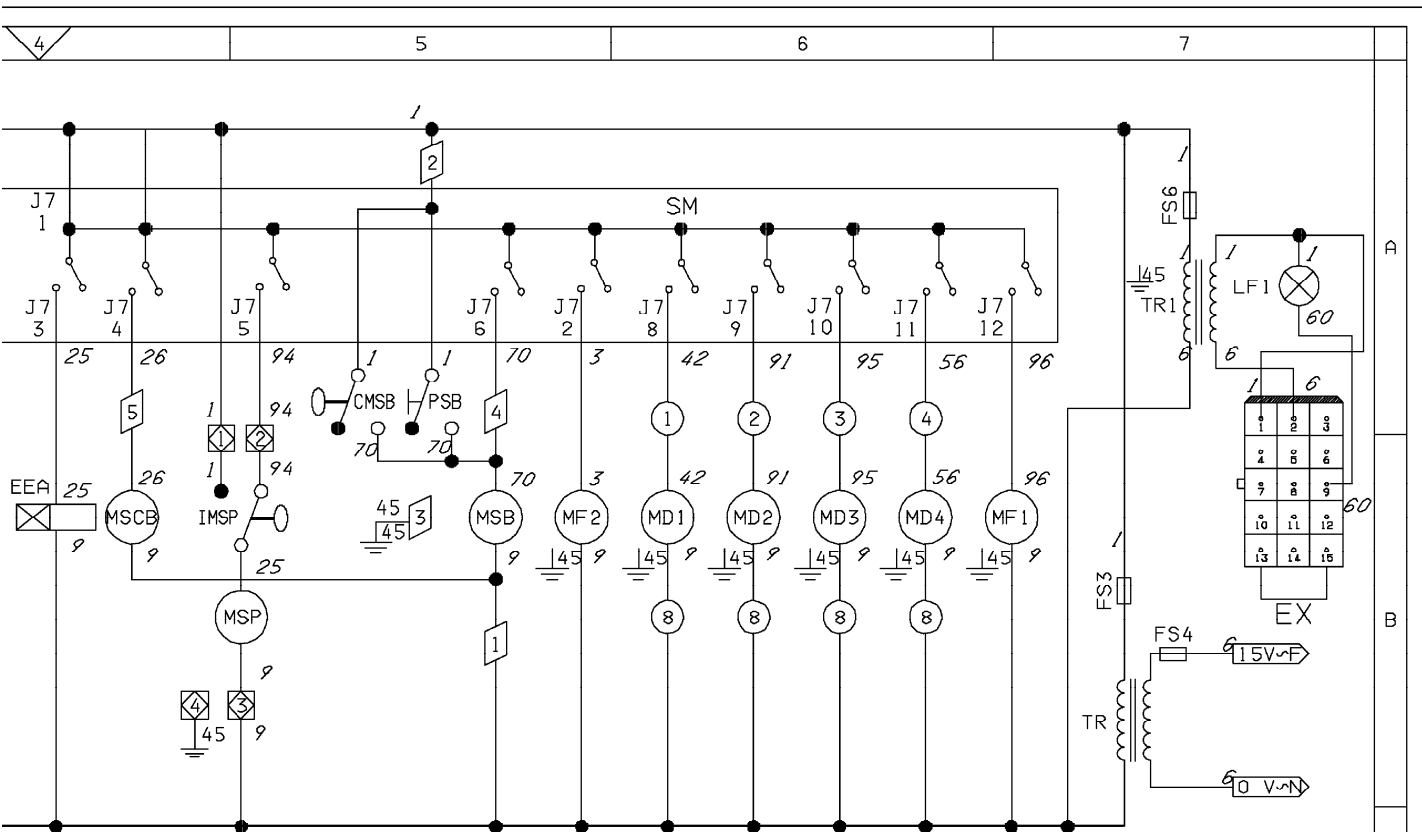 4 5 6 7
1
2
1
J7 SM FS6
1
A
1 1 1
45
LF1
TR1
J7 J7 J7 J7 J7 J7 J7 J7 J7 J7
3 4 5 6 2 8 9 10 11 12
60
25 26 94 70 3 42 91 95 56 96
6 6
1 1
1 6
CMSB PSB
5 94 4
1 1 2 3 4
1 2 3
1 2
70 70
4 5 6
1 94
26 70 3 42 91 95 56 96
EEA 25
7 8 9
60
45
MSCB IMSP 3 MSB MF2 MD1 MD2 MD3 MD4 MF1
10 11 12
45
1
9 9 9 45 9 45 9 45 9 45 9 45 9
13 14 15
25
FS3
EX
MSP 8 8 8 8
B
1
FS4 6
15V~F
9
4 3
TR
45 9
6
0 V~N